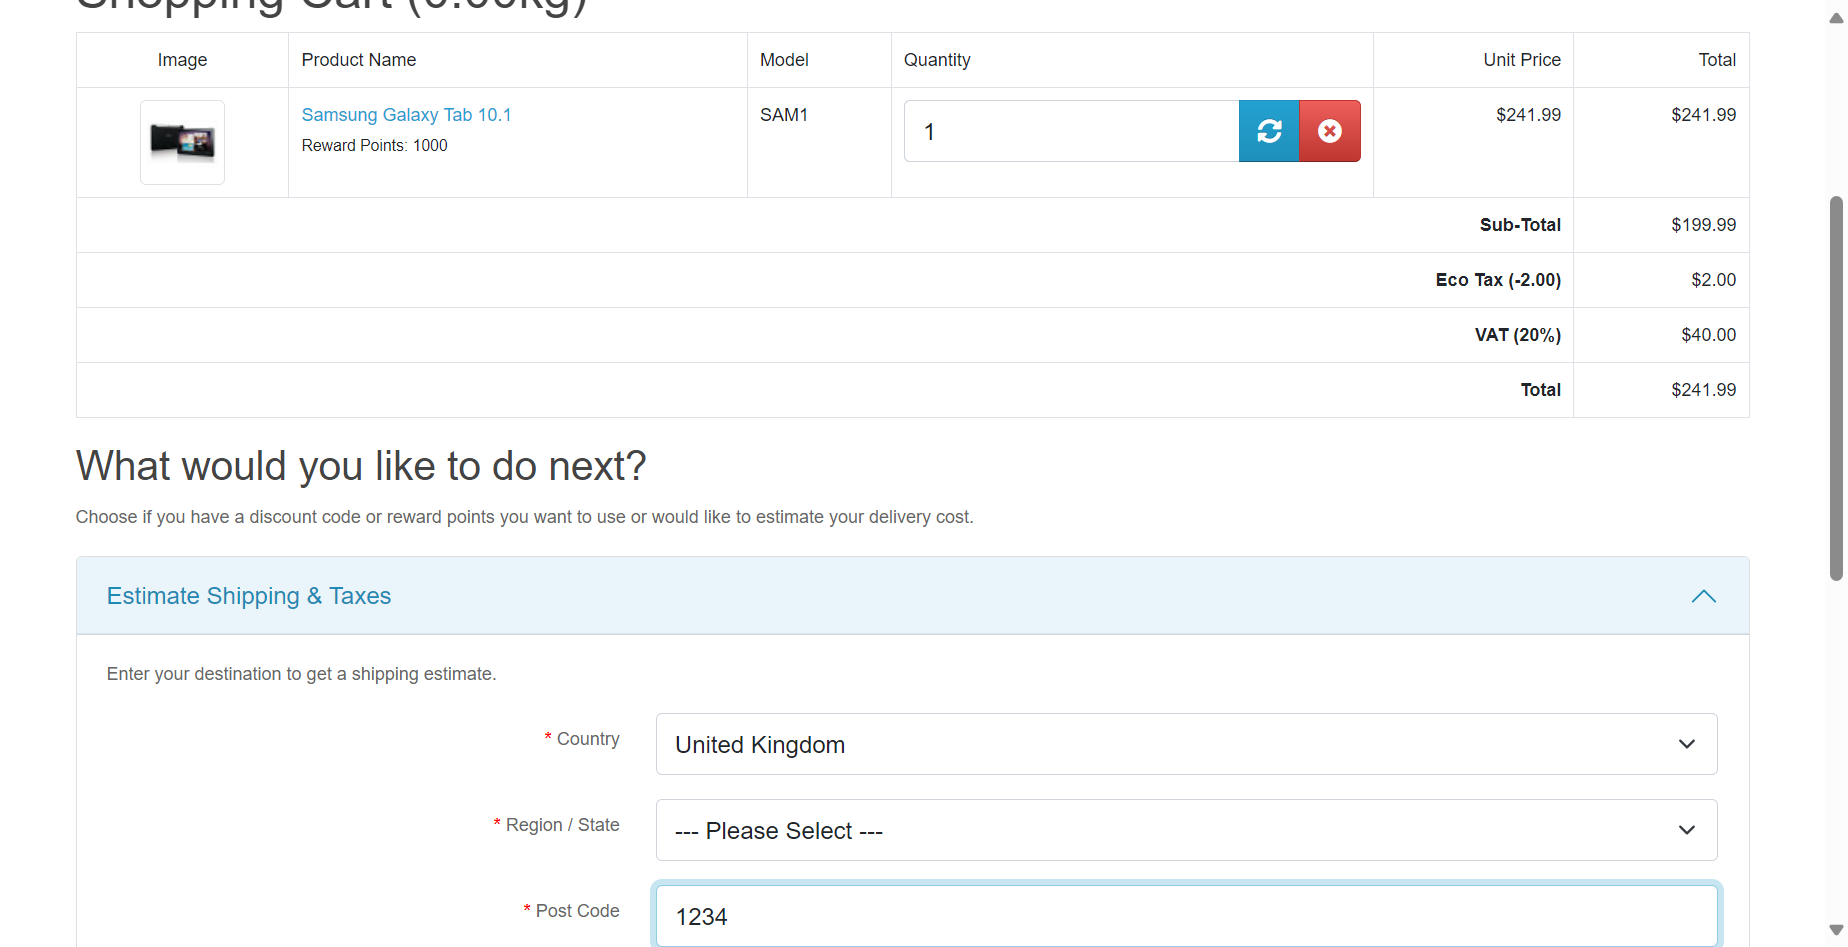 Shopping Cart (0.00kg)
Image Product Name Model Quantity Unit Price Total
Samsung Galaxy Tab 10.1 SAM1 1 $241.99 $241.99
Reward Points: 1000
Sub-Total $199.99
Eco Tax (-2.00) $2.00
VAT (20%) $40.00
Total $241.99
What would you like to do next?
Choose if you have a discount code or reward points you want to use or would like to estimate your delivery cost.
Estimate Shipping & Taxes
Enter your destination to get a shipping estimate.
* Country United Kingdom
* Region / State --- Please Select ---
* Post Code 1234